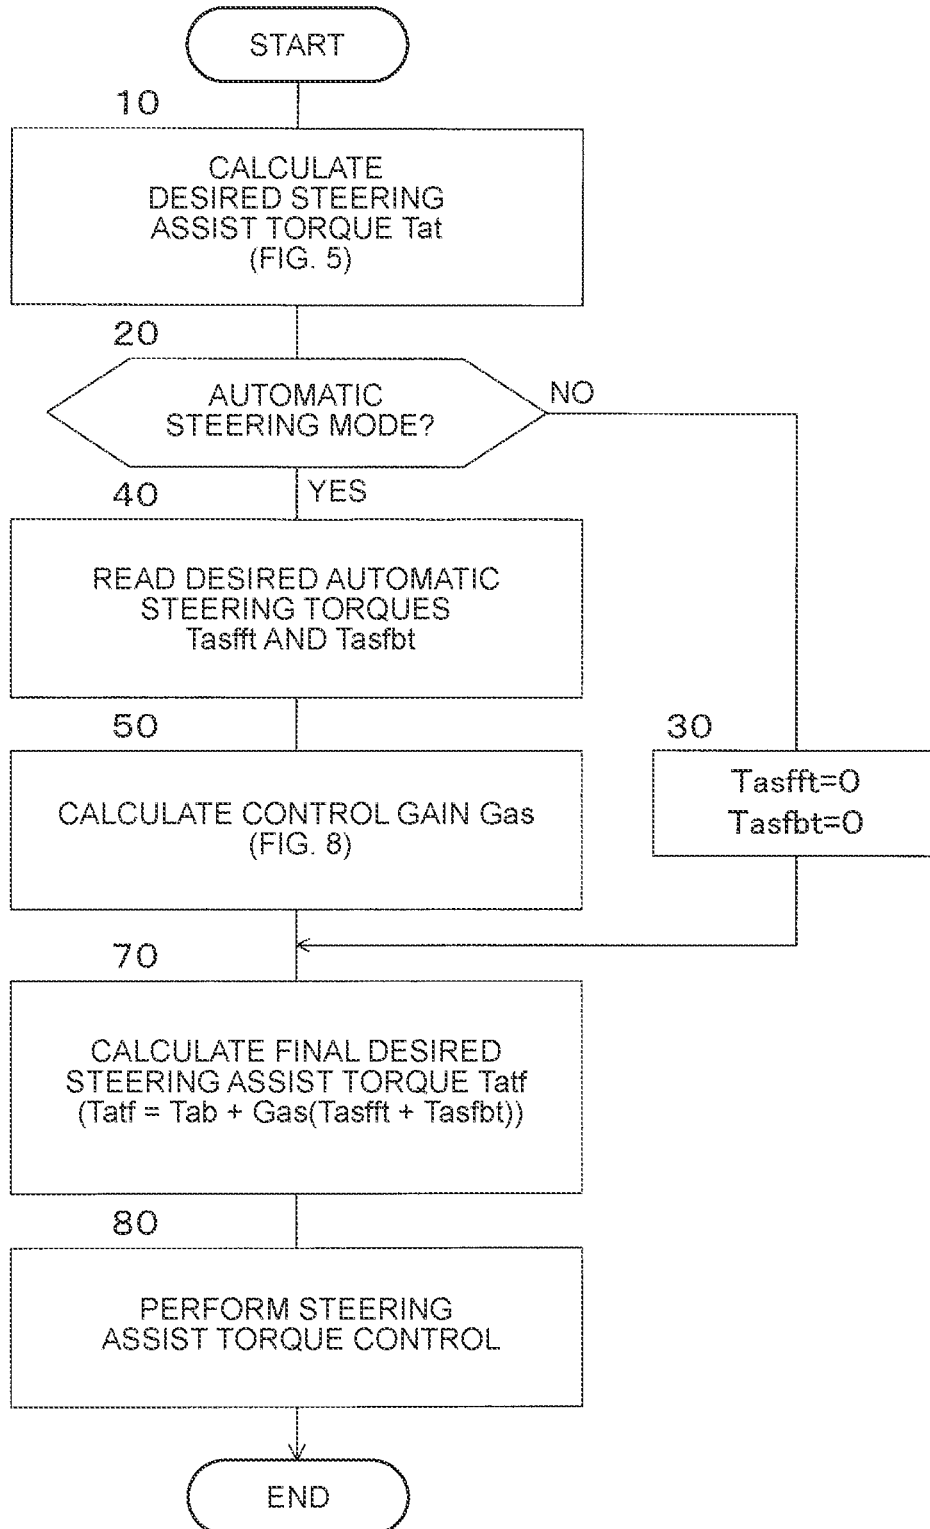 START
10
CALCULATE
DESIRED STEERING
ASSIST TORQUE Tat
(FIG. 5)
20
AUTOMATIC
STEERING MODE?
NO
YES
40
READ DESIRED AUTOMATIC
STEERING TORQUES
Tasfft AND Tasfbt
50
CALCULATE CONTROL GAIN Gas
(FIG. 8)
30
Tasfft=0
Tasfbt=0
70
CALCULATE FINAL DESIRED
STEERING ASSIST TORQUE Tatf
(Tatf = Tab + Gas(Tasfft + Tasfbt))
80
PERFORM STEERING
ASSIST TORQUE CONTROL
END